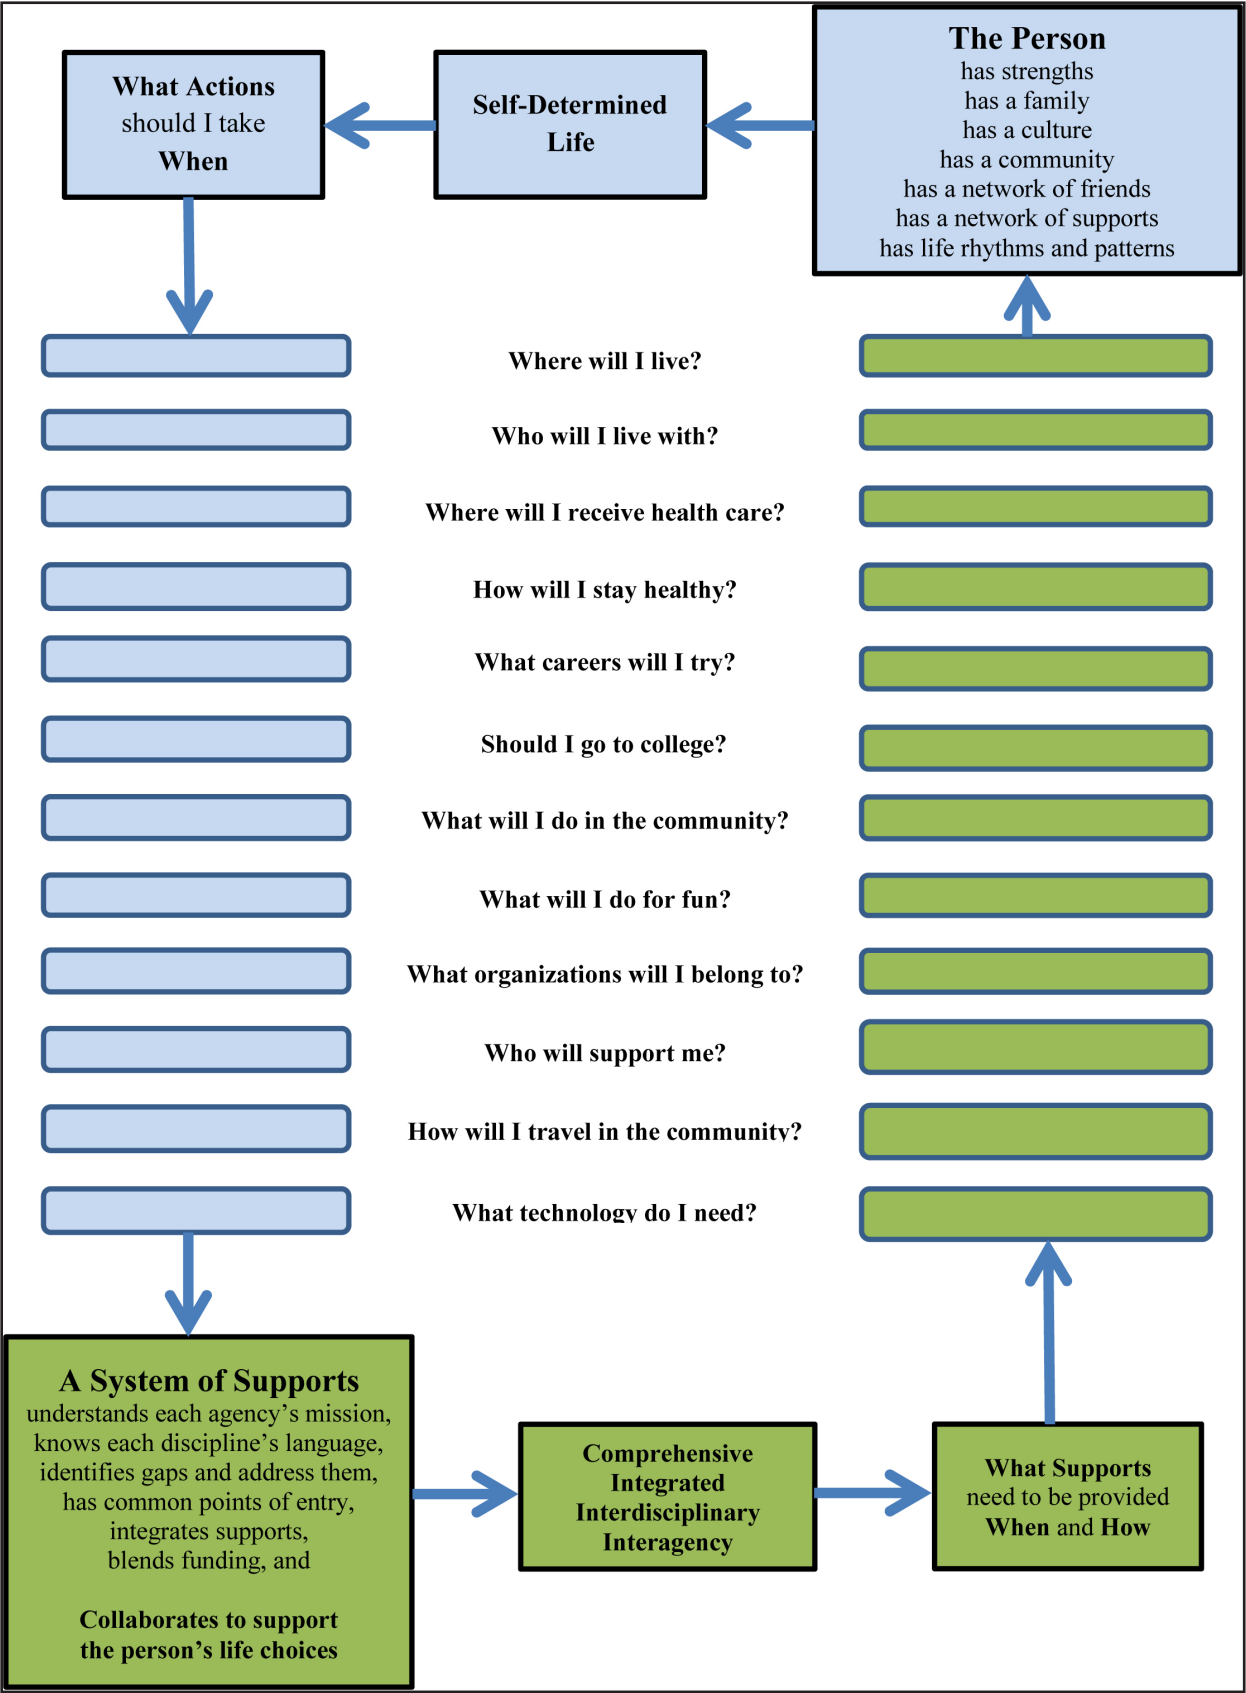 What Actions
should I take
When
Self-Determined
Life
The Person
has strengths
has a family
has a culture
has a community
has a network of friends
has a network of supports
has life rhythms and patterns
Where will I live?
Who will I live with?
Where will I receive health care?
How will I stay healthy?
What careers will I try?
Should I go to college?
What will I do in the community?
What will I do for fun?
What organizations will I belong to?
Who will support me?
How will I travel in the community?
What technology do I need?
A System of Supports
understands each agency’s mission,
knows each discipline’s language,
identifies gaps and address them,
has common points of entry,
integrates supports,
blends funding, and
Collaborates to support
the person’s life choices
Comprehensive
Integrated
Interdisciplinary
Interagency
What Supports
need to be provided
When and How